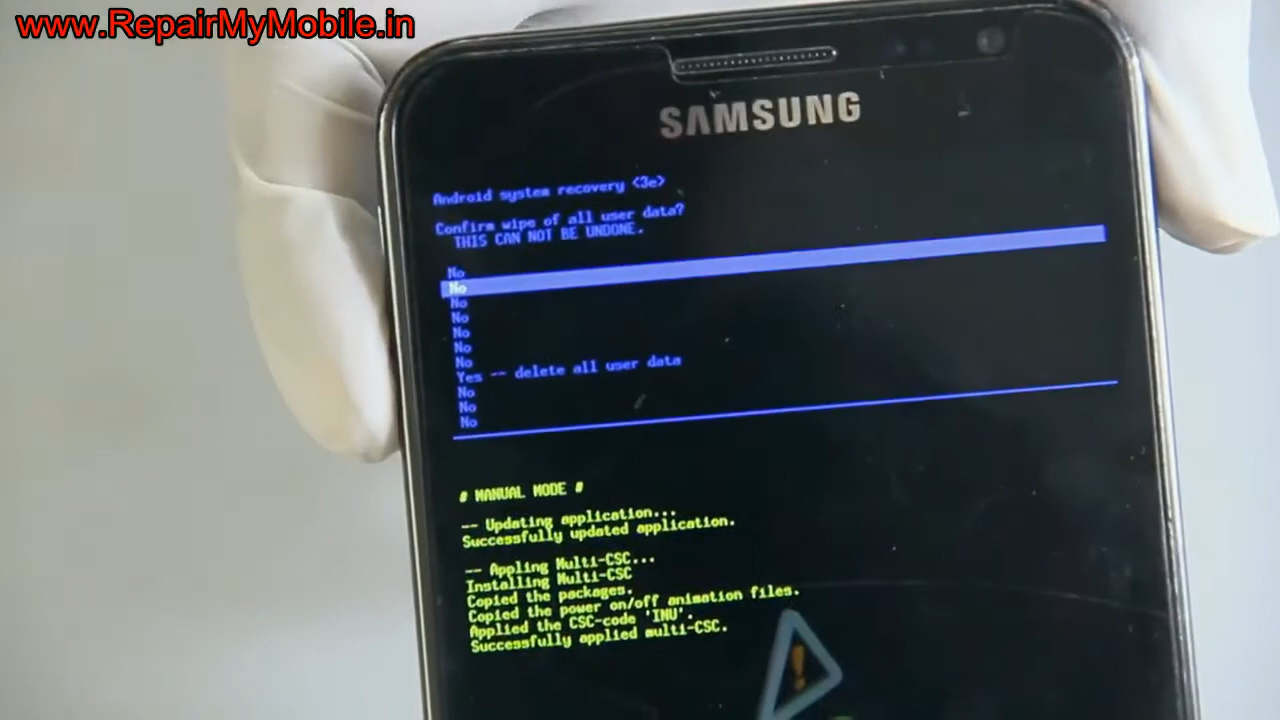 www.RepairMyMobile.in
SAMSUNG
Android system recovery <3e>
Confirm wipe of all user data?
THIS CAN NOT BE UNDONE.
No
No
No
No
No
No
No
Yes -- delete all user data
No
No
No
# MANUAL MODE #
-- Updating application...
Successfully updated application.
-- Appling Multi-CSC...
Installing Multi-CSC
Copied the packages.
Copied the power on/off animation files.
Applied the CSC-code 'INU'.
Successfully applied multi-CSC.